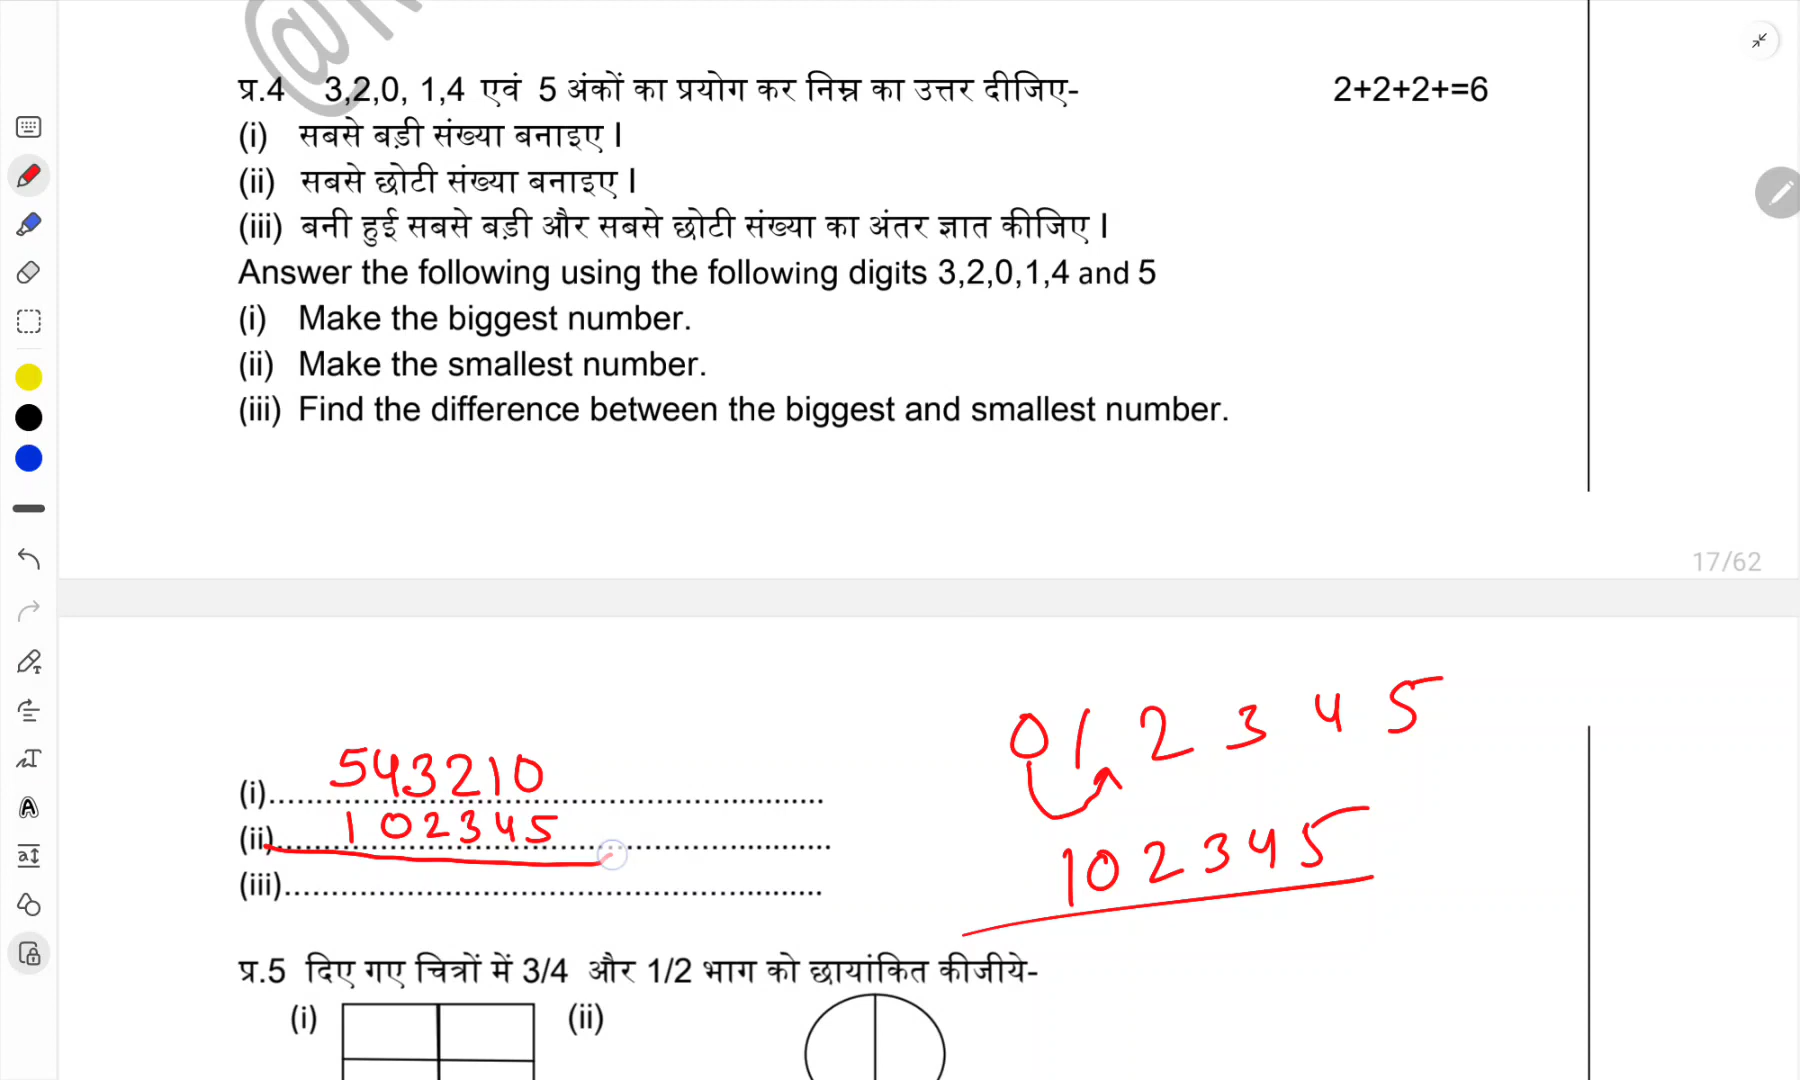 प्र.4 3,2,0, 1,4 एवं 5 अंकों का प्रयोग कर निम्न का उत्तर दीजिए- 2+2+2+=6
(i) सबसे बड़ी संख्या बनाइए।
(ii) सबसे छोटी संख्या बनाइए।
(iii) बनी हुई सबसे बड़ी और सबसे छोटी संख्या का अंतर ज्ञात कीजिए।
Answer the following using the following digits 3,2,0,1,4 and 5
(i) Make the biggest number.
(ii) Make the smallest number.
(iii) Find the difference between the biggest and smallest number.
17/62
0 1 2 3 4 5
(i) 543210
(ii) 102345
102345
(iii)
प्र.5 दिए गए चित्रों में 3/4 और 1/2 भाग को छायांकित कीजीये-
(i) (ii)